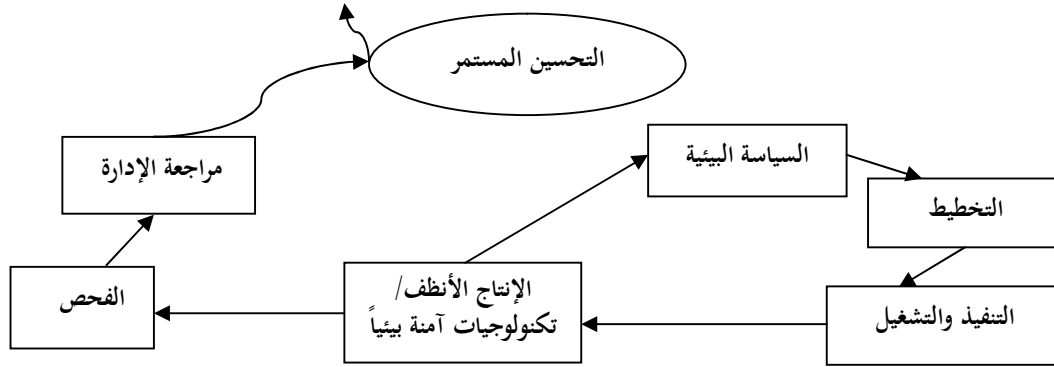 التحسين المستمر
السياسة البيئية
مراجعة الإدارة
التخطيط
الإنتاج الأنظف/
تكنولوجيات آمنة بيئياً
الفحص
التنفيذ والتشغيل